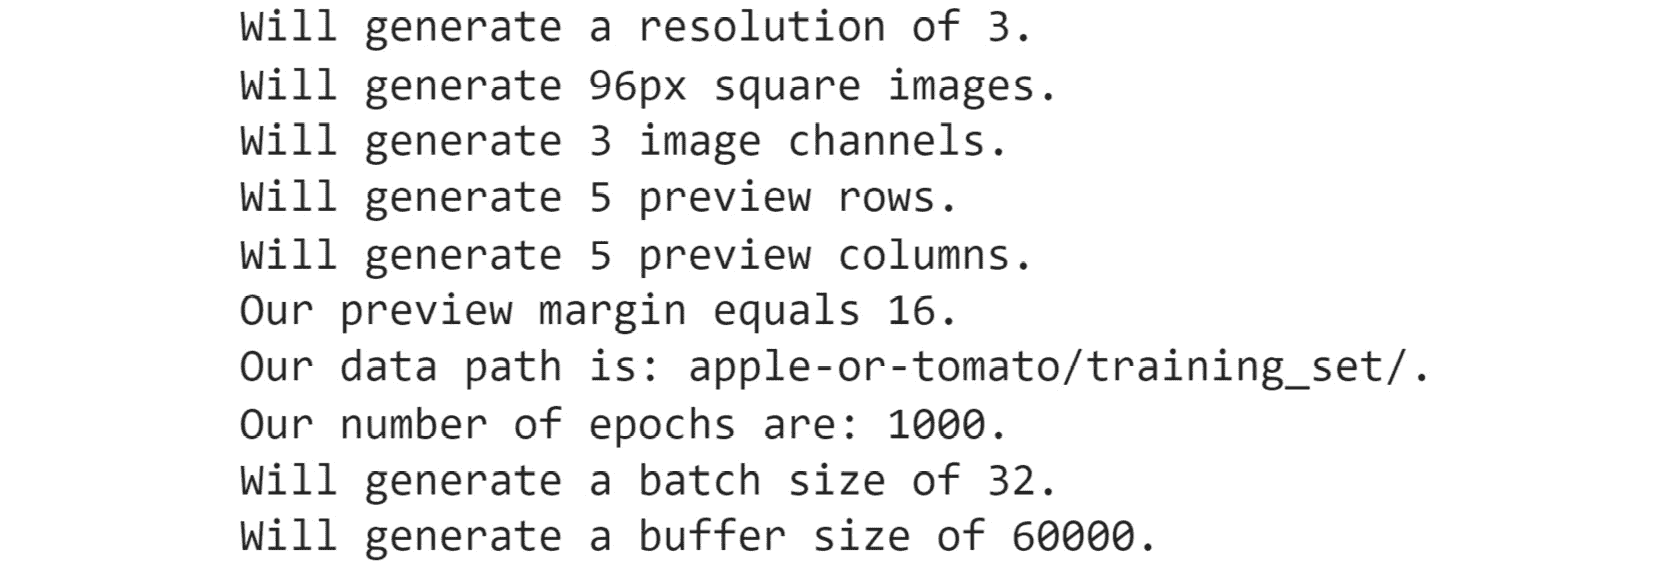 Will generate a resolution of 3.
Will generate 96px square images.
Will generate 3 image channels.
Will generate 5 preview rows.
Will generate 5 preview columns.
Our preview margin equals 16.
Our data path is: apple-or-tomato/training_set/.
Our number of epochs are: 1000.
Will generate a batch size of 32.
Will generate a buffer size of 60000.